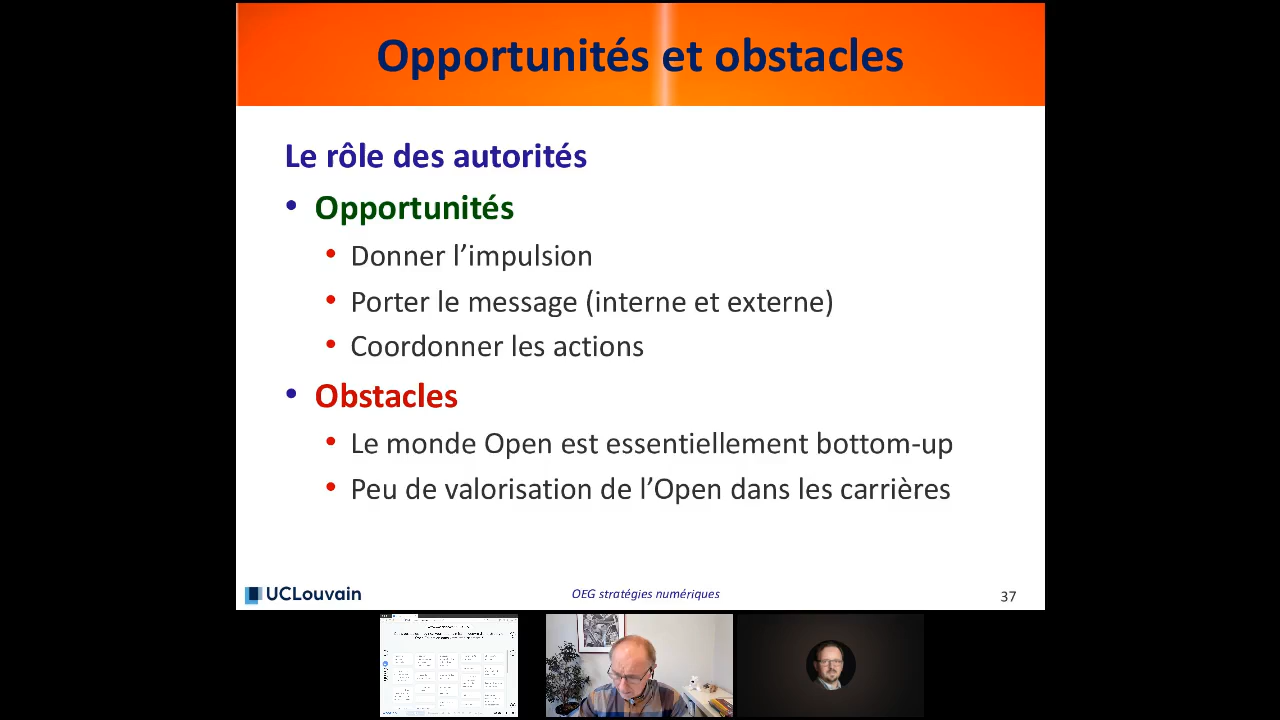 Opportunités et obstacles
Le rôle des autorités
• Opportunités
• Donner l’impulsion
• Porter le message (interne et externe)
• Coordonner les actions
• Obstacles
• Le monde Open est essentiellement bottom-up
• Peu de valorisation de l’Open dans les carrières
UCLouvain
OEG stratégies numériques
37